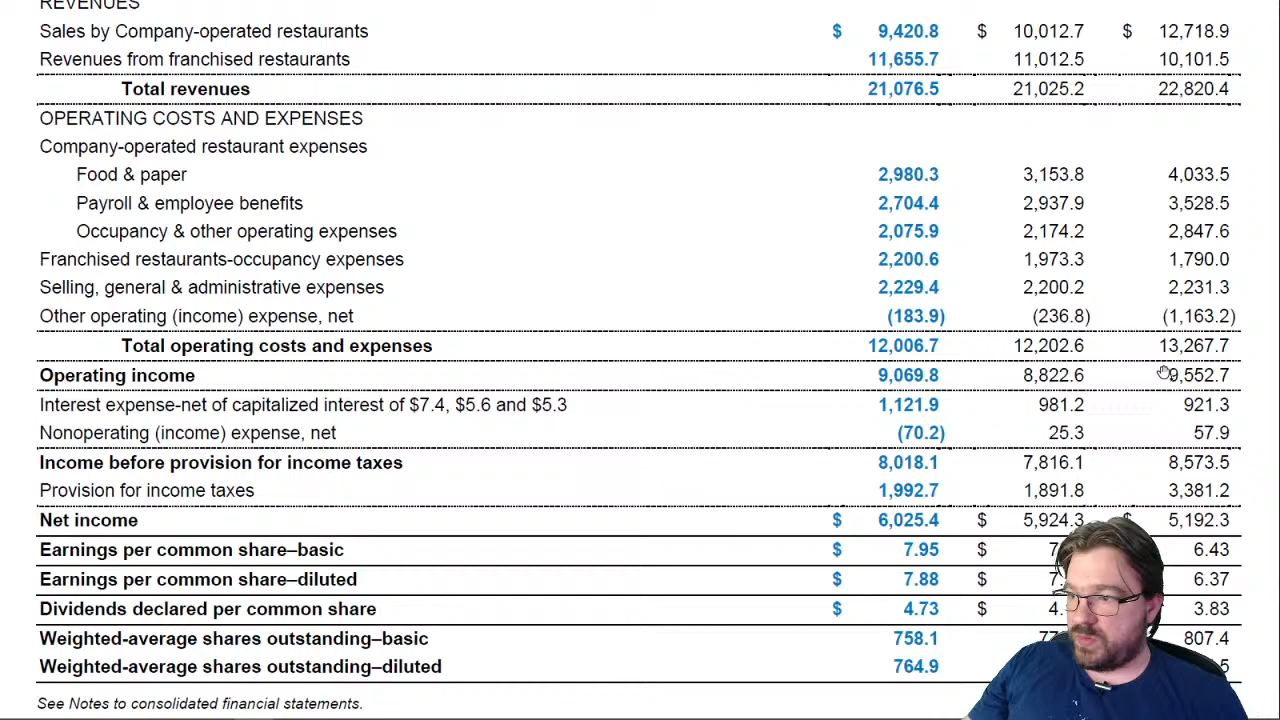 REVENUES
Sales by Company-operated restaurants $ 9,420.8 $ 10,012.7 $ 12,718.9
Revenues from franchised restaurants 11,655.7 11,012.5 10,101.5
Total revenues 21,076.5 21,025.2 22,820.4
OPERATING COSTS AND EXPENSES
Company-operated restaurant expenses
Food & paper 2,980.3 3,153.8 4,033.5
Payroll & employee benefits 2,704.4 2,937.9 3,528.5
Occupancy & other operating expenses 2,075.9 2,174.2 2,847.6
Franchised restaurants-occupancy expenses 2,200.6 1,973.3 1,790.0
Selling, general & administrative expenses 2,229.4 2,200.2 2,231.3
Other operating (income) expense, net (183.9) (236.8) (1,163.2)
Total operating costs and expenses 12,006.7 12,202.6 13,267.7
Operating income 9,069.8 8,822.6 9,552.7
Interest expense-net of capitalized interest of $7.4, $5.6 and $5.3 1,121.9 981.2 921.3
Nonoperating (income) expense, net (70.2) 25.3 57.9
Income before provision for income taxes 8,018.1 7,816.1 8,573.5
Provision for income taxes 1,992.7 1,891.8 3,381.2
Net income $ 6,025.4 $ 5,924.3 $ 5,192.3
Earnings per common share–basic $ 7.95 $ 6.43
Earnings per common share–diluted $ 7.88 $ 6.37
Dividends declared per common share $ 4.73 $ 3.83
Weighted-average shares outstanding–basic 758.1 807.4
Weighted-average shares outstanding–diluted 764.9
See Notes to consolidated financial statements.